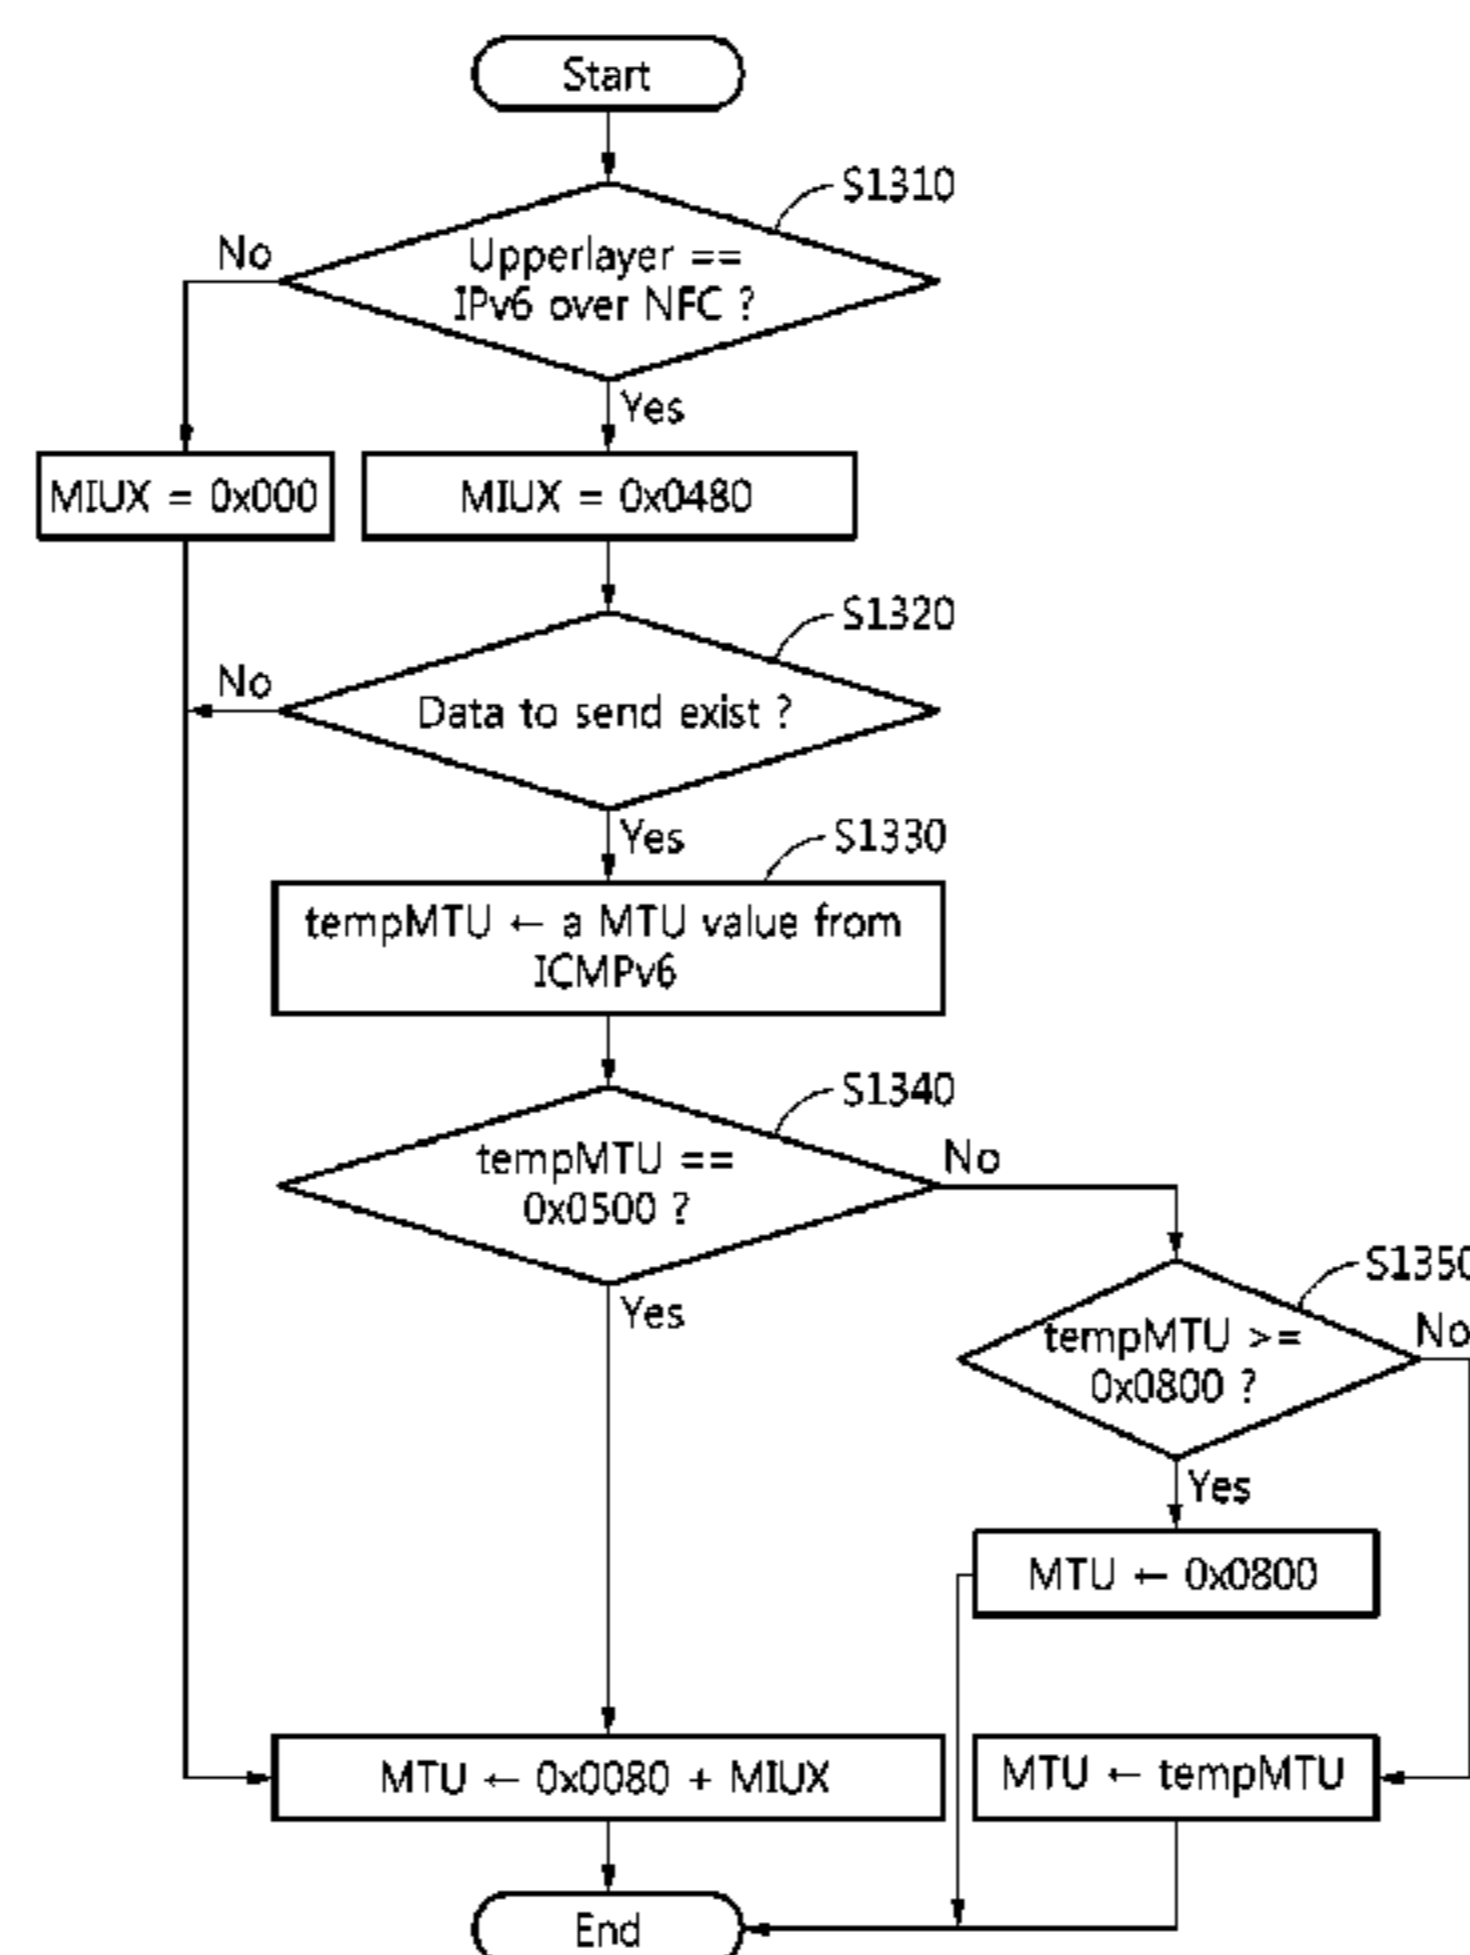 Start
S1310
No
Upperlayer ==
IPv6 over NFC ?
Yes
MIUX = 0x000
MIUX = 0x0480
S1320
No
Data to send exist ?
Yes
S1330
tempMTU ← a MTU value from
ICMPv6
S1340
tempMTU ==
0x0500 ?
No
Yes
S1350
tempMTU >=
0x0800 ?
No
Yes
MTU ← 0x0800
MTU ← 0x0080 + MIUX
MTU ← tempMTU
End